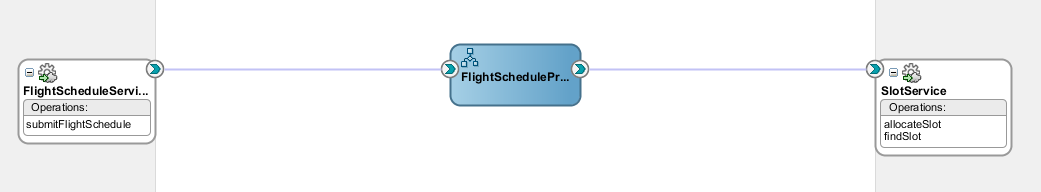 FlightScheduleServi...
Operations:
submitFlightSchedule
FlightSchedulePr...
SlotService
Operations:
allocateSlot
findSlot